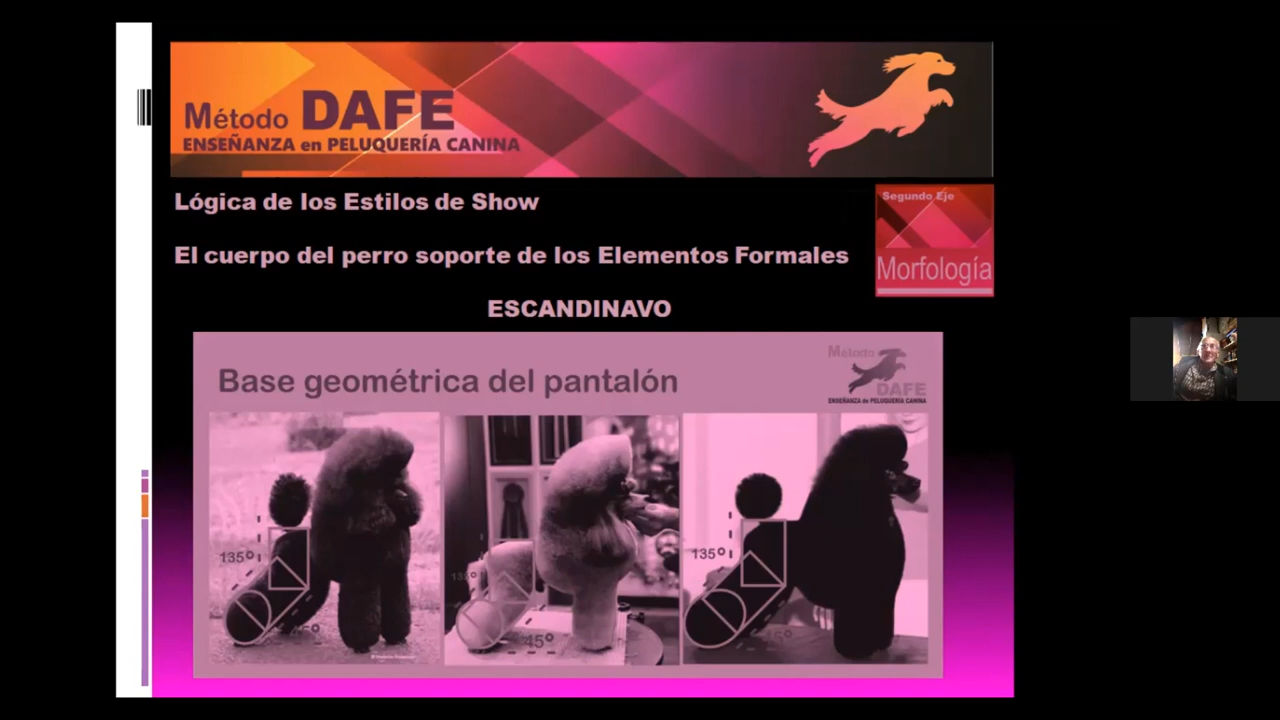 Método DAFE
ENSEÑANZA en PELUQUERÍA CANINA
Lógica de los Estilos de Show
Segundo Eje
El cuerpo del perro soporte de los Elementos Formales
Morfología
ESCANDINAVO
Base geométrica del pantalón
Método
DAFE
ENSEÑANZA de PELUQUERÍA CANINA
135º
135º
45º